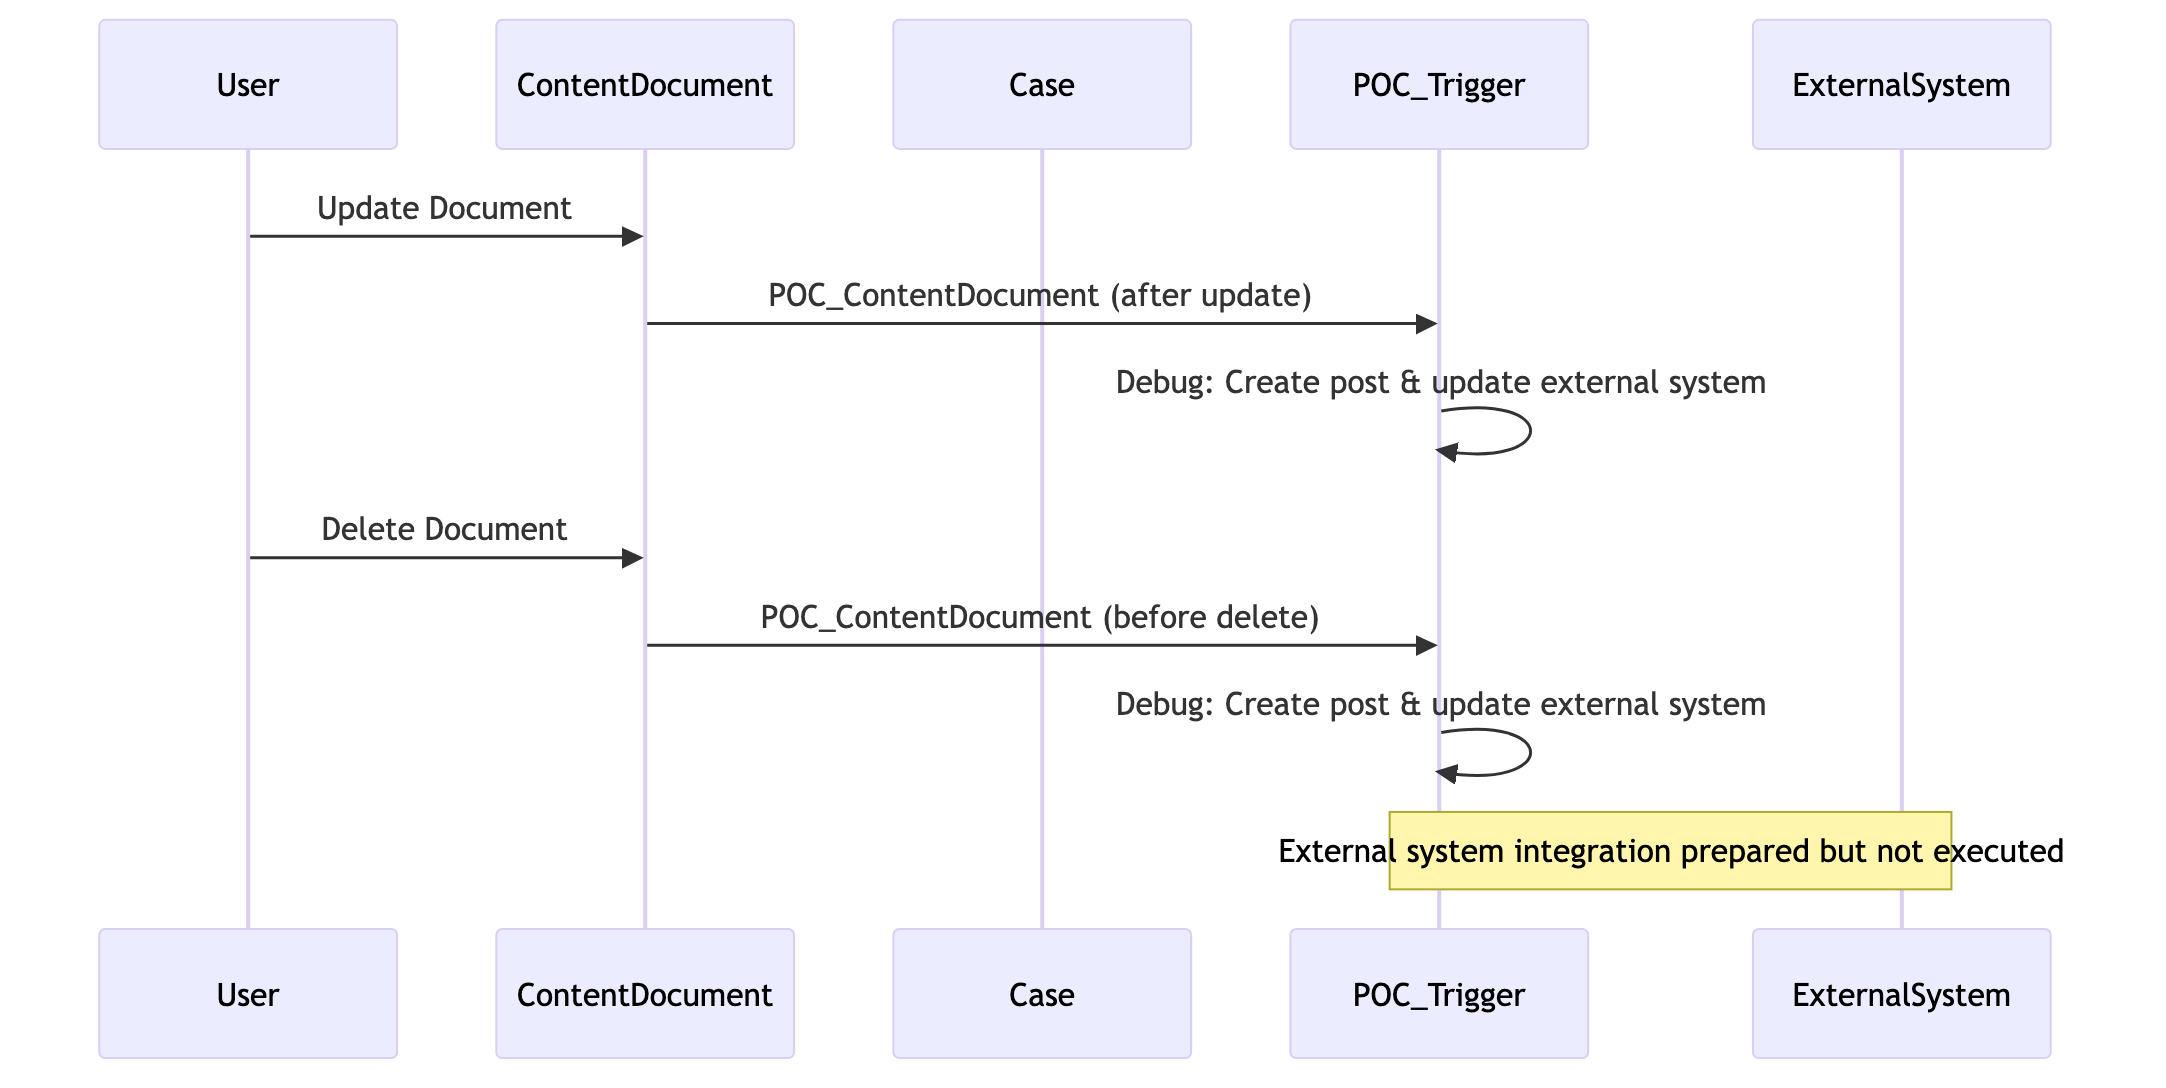 User
ContentDocument
Case
POC_Trigger
ExternalSystem
Update Document
POC_ContentDocument (after update)
Debug: Create post & update external system
Delete Document
POC_ContentDocument (before delete)
Debug: Create post & update external system
External system integration prepared but not executed
User
ContentDocument
Case
POC_Trigger
ExternalSystem